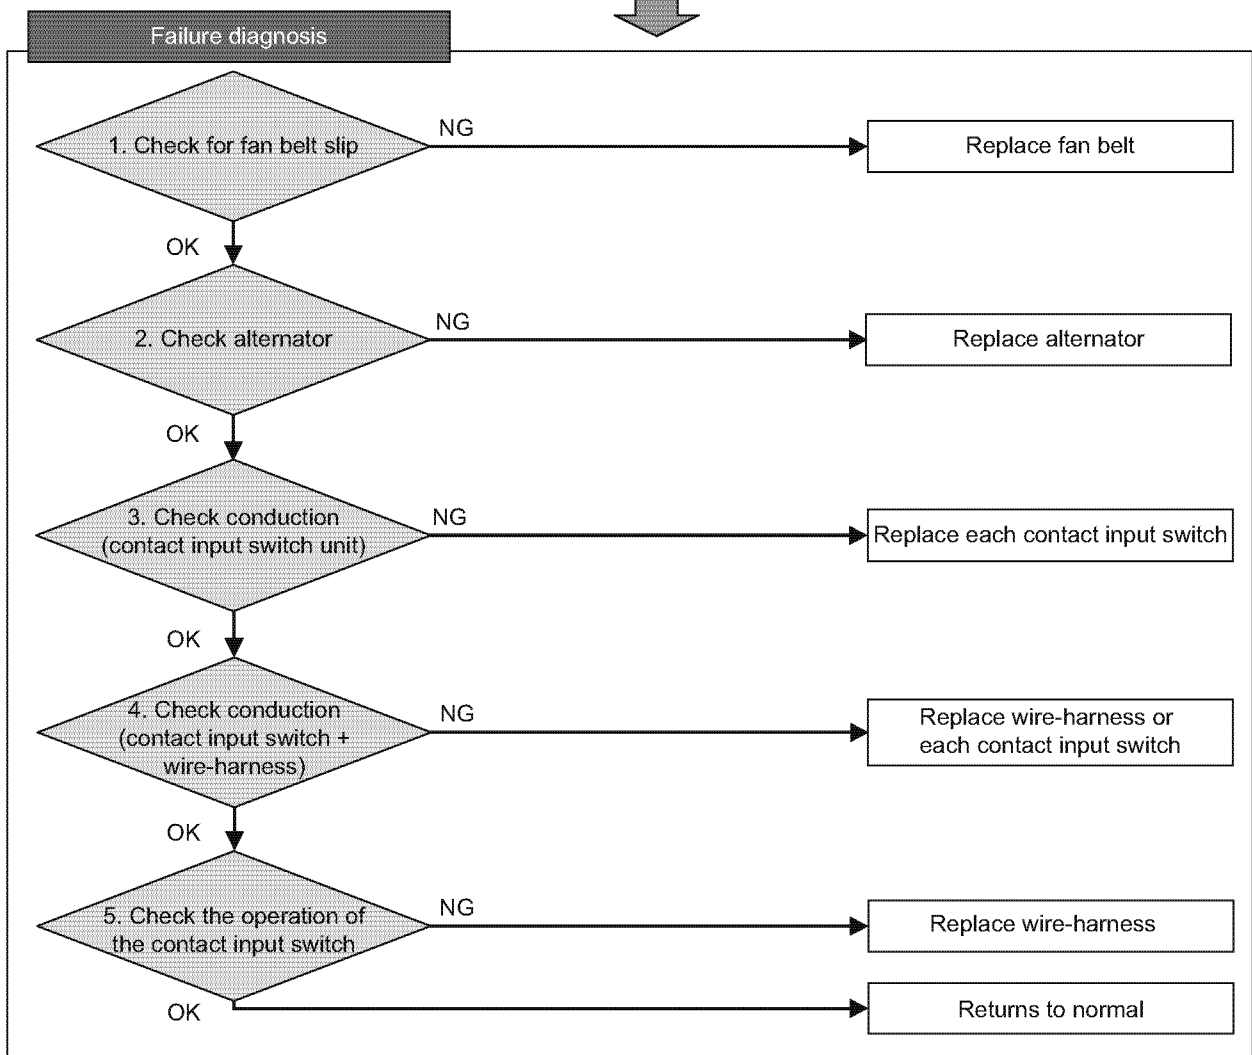 Failure diagnosis
1. Check for fan belt slip
NG
Replace fan belt
OK
2. Check alternator
NG
Replace alternator
OK
3. Check conduction
(contact input switch unit)
NG
Replace each contact input switch
OK
4. Check conduction
(contact input switch +
wire-harness)
NG
Replace wire-harness or
each contact input switch
OK
5. Check the operation of
the contact input switch
NG
Replace wire-harness
OK
Returns to normal